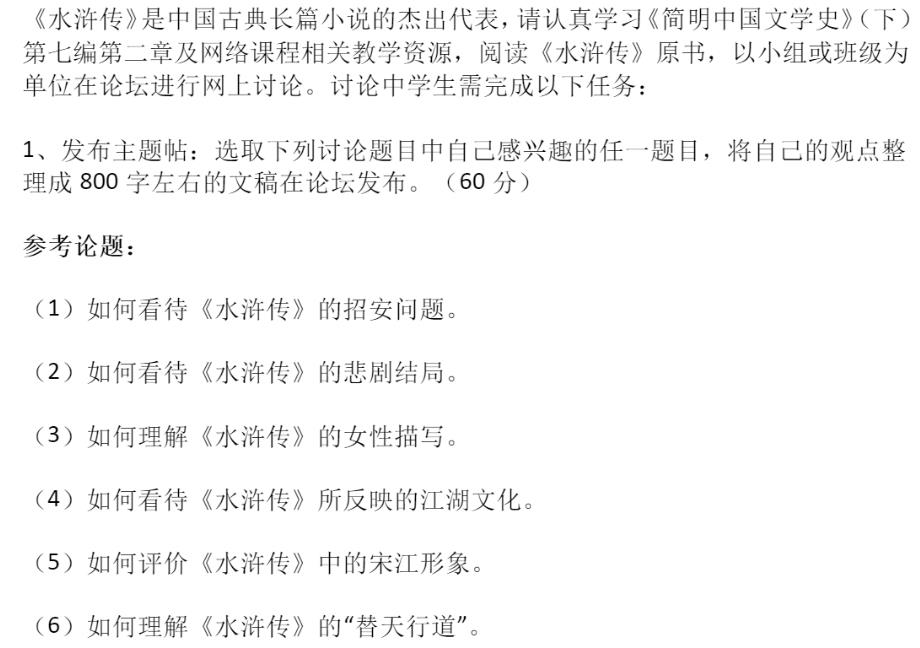 《水浒传》是中国古典长篇小说的杰出代表，请认真学习《简明中国文学史》（下）
第七编第二章及网络课程相关教学资源，阅读《水浒传》原书，以小组或班级为
单位在论坛进行网上讨论。讨论中学生需完成以下任务：
1、发布主题帖：选取下列讨论题目中自己感兴趣的任一题目，将自己的观点整
理成 800 字左右的文稿在论坛发布。（60 分）
参考论题：
（1）如何看待《水浒传》的招安问题。
（2）如何看待《水浒传》的悲剧结局。
（3）如何理解《水浒传》的女性描写。
（4）如何看待《水浒传》所反映的江湖文化。
（5）如何评价《水浒传》中的宋江形象。
（6）如何理解《水浒传》的“替天行道”。